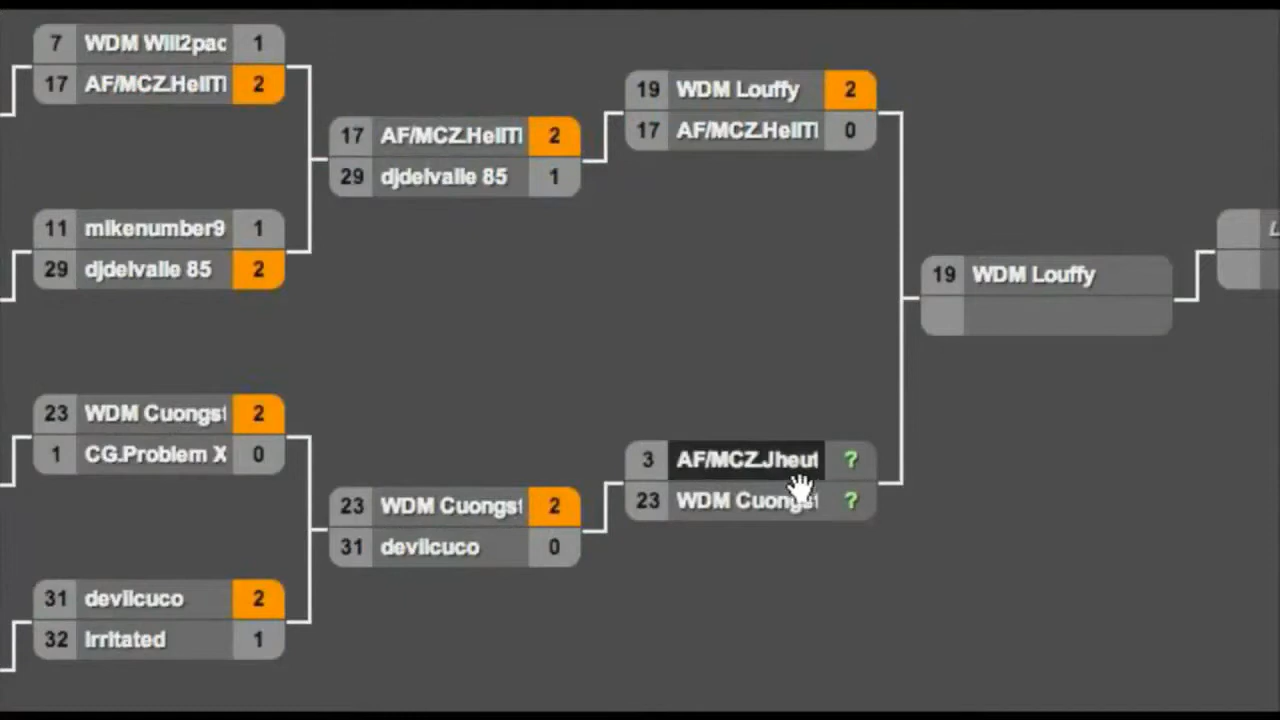 7 WDM Will2pac 1
17 AF/MCZ.HellT 2
11 mikenumber9 1
29 djdelvalle 85 2
23 WDM Cuongst 2
1 CG.Problem X 0
31 devilcuco 2
32 Irritated 1
17 AF/MCZ.HellT 2
29 djdelvalle 85 1
23 WDM Cuongst 2
31 devilcuco 0
19 WDM Louffy 2
17 AF/MCZ.HellT 0
3 AF/MCZ.Jheut ?
23 WDM Cuongst ?
19 WDM Louffy
L